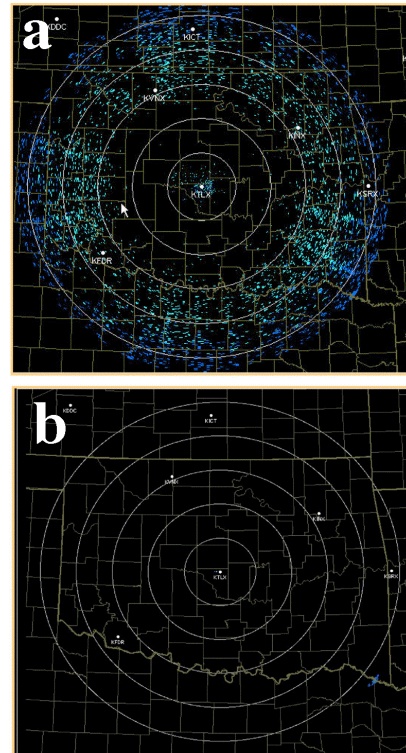 a
KDDC
KICT
KVNX
KINX
KTLX
KSRX
KFDR
b
KDDC
KICT
KVNX
KINX
KTLX
KSRX
KFDR